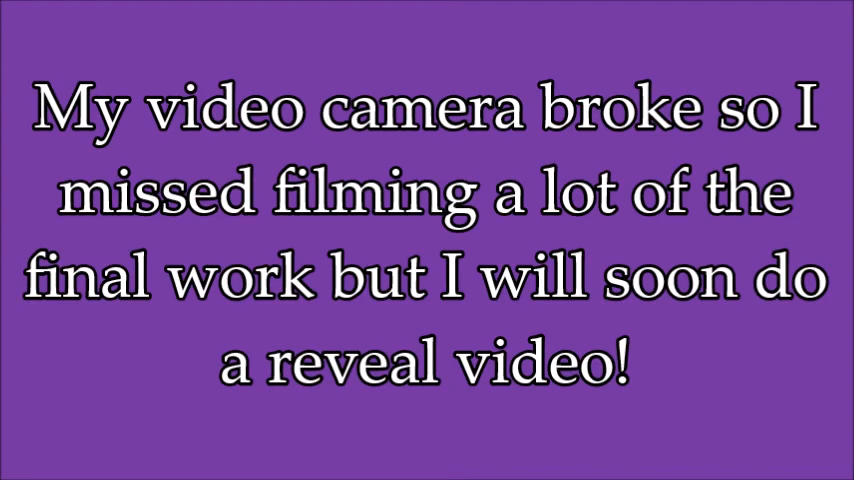 My video camera broke so I
missed filming a lot of the
final work but I will soon do
a reveal video!